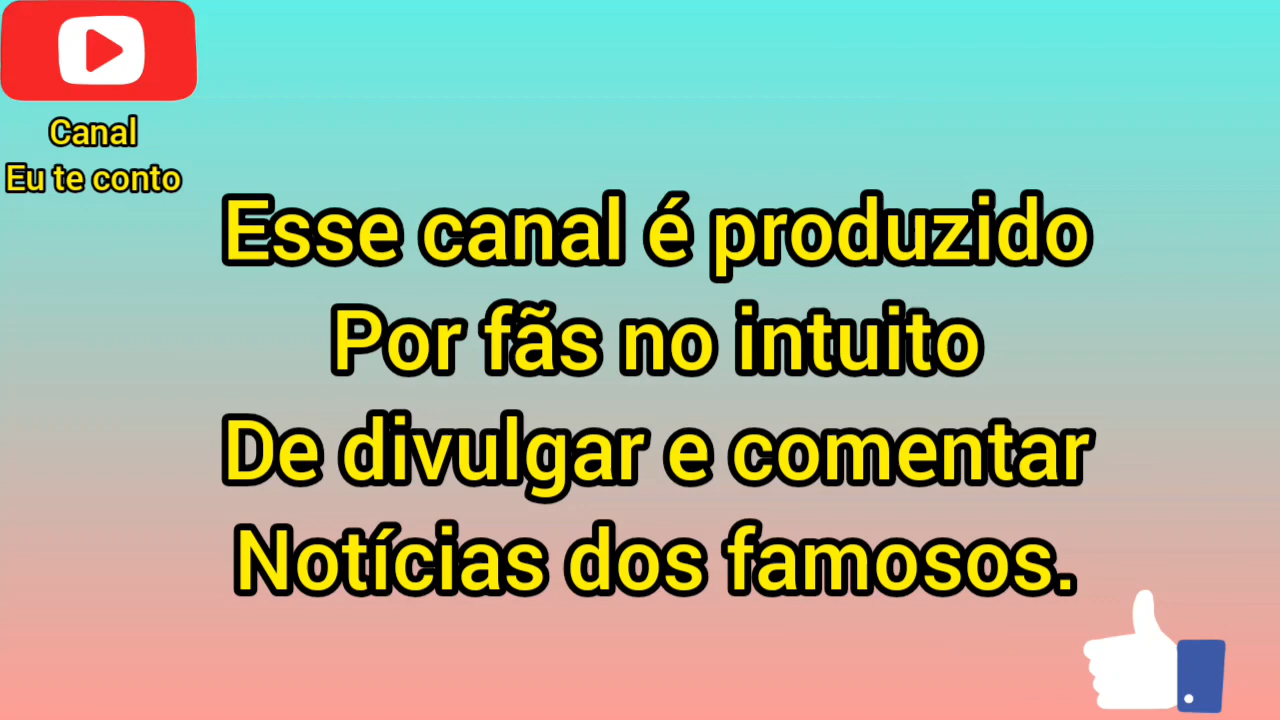 Canal
Eu te conto
Esse canal é produzido
Por fãs no intuito
De divulgar e comentar
Notícias dos famosos.